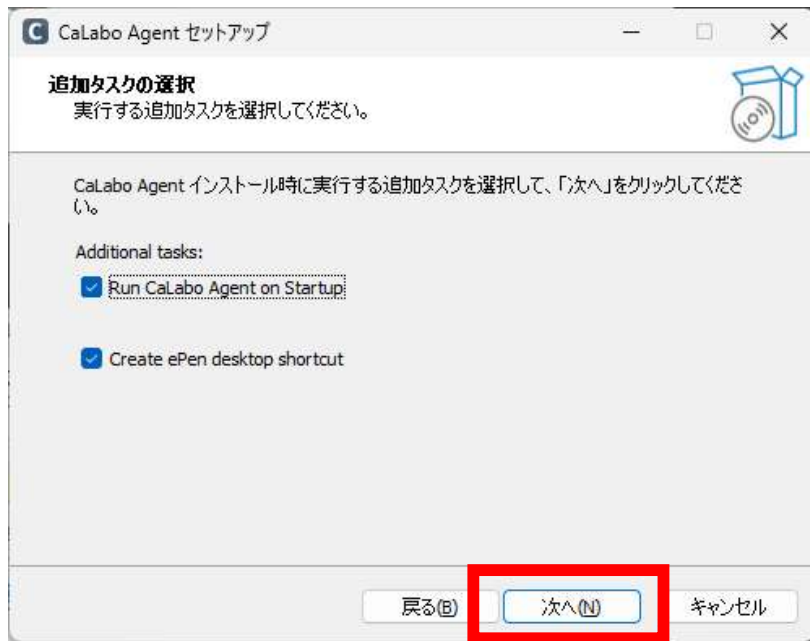 CaLabo Agent セットアップ
追加タスクの選択
実行する追加タスクを選択してください。
CaLabo Agent インストール時に実行する追加タスクを選択して、「次へ」をクリックしてくださ
い。
Additional tasks:
Run CaLabo Agent on Startup
Create ePen desktop shortcut
戻る(B) 次へ(N) キャンセル